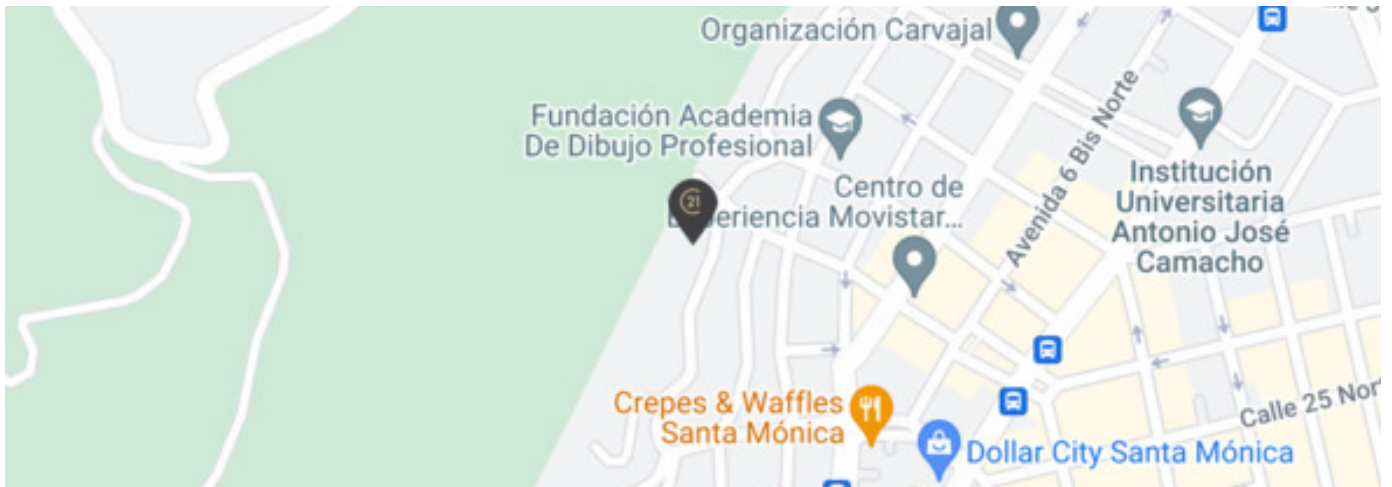 Organización Carvajal
Fundación Academia
De Dibujo Profesional
21
Centro de
Experiencia Movistar...
Avenida 6 Bis Norte
Institución
Universitaria
Antonio José
Camacho
Crepes & Waffles
Santa Mónica
Calle 25 Nor
Dollar City Santa Mónica